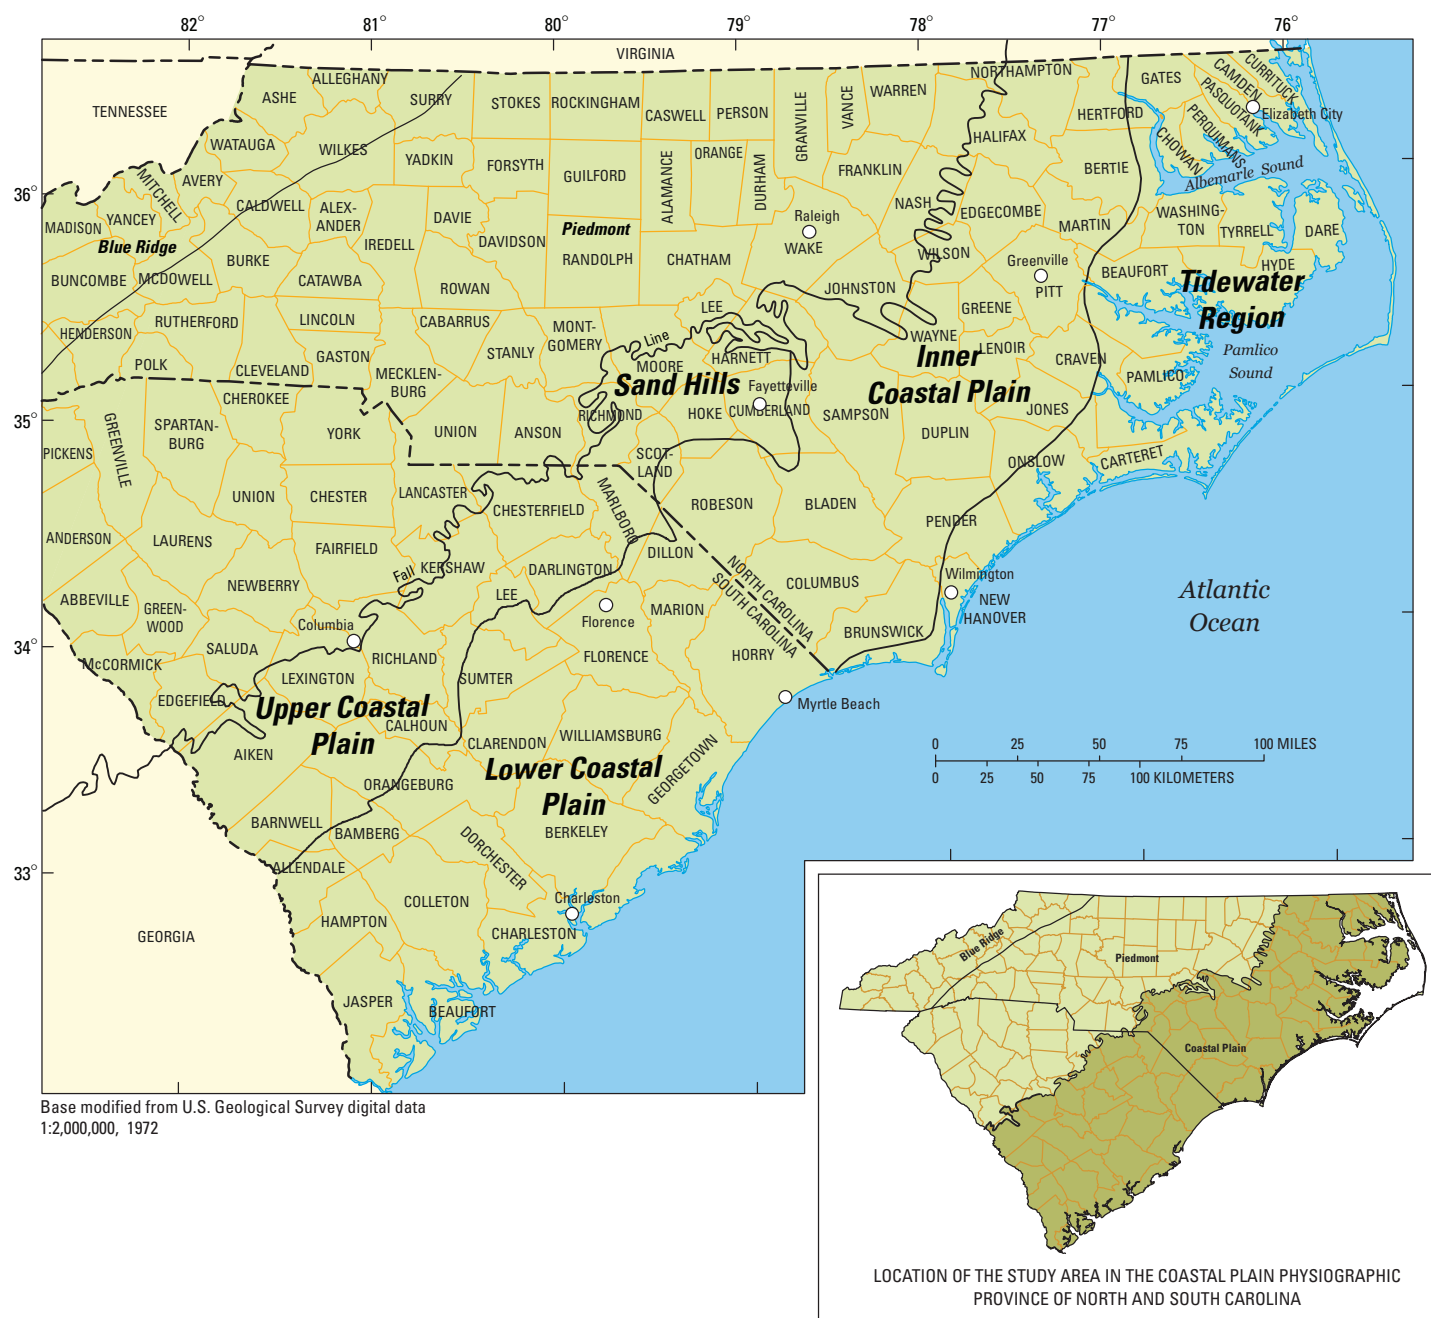 82°
81°
80°
79°
78°
77°
76°
VIRGINIA
TENNESSEE
ALLEGHANY
ASHE
SURRY
STOKES
ROCKINGHAM
CASWELL
PERSON
GRANVILLE
VANCE
WARREN
NORTHAMPTON
GATES
CAMDEN
CURRITUCK
PASQUOTANK
PERQUIMANS
Elizabeth City
HERTFORD
CHOWAN
HALIFAX
WATAUGA
WILKES
YADKIN
FORSYTH
GUILFORD
ALAMANCE
ORANGE
DURHAM
FRANKLIN
BERTIE
Albemarle Sound
36°
MITCHELL
AVERY
CALDWELL
ALEX-
ANDER
DAVIE
NASH
EDGECOMBE
MARTIN
WASHING-
TON
TYRRELL
DARE
MADISON
YANCEY
Blue Ridge
IREDELL
DAVIDSON
Piedmont
RANDOLPH
CHATHAM
Raleigh
WAKE
WILSON
Greenville
PITT
BEAUFORT
HYDE
BUNCOMBE
MCDOWELL
BURKE
CATAWBA
ROWAN
JOHNSTON
GREENE
Tidewater
Region
HENDERSON
RUTHERFORD
LINCOLN
CABARRUS
STANLY
MONT-
GOMERY
LEE
Line
MOORE
HARNETT
WAYNE
LENOIR
CRAVEN
PAMLICO
Pamlico
Sound
POLK
CLEVELAND
GASTON
MECKLEN-
BURG
Sand Hills
Fayetteville
Inner
Coastal Plain
CHEROKEE
35°
GREENVILLE
SPARTAN-
BURG
YORK
UNION
ANSON
RICHMOND
HOKE
CUMBERLAND
SAMPSON
DUPLIN
JONES
PICKENS
SCOT-
LAND
ONSLOW
CARTERET
UNION
CHESTER
LANCASTER
CHESTERFIELD
MARLBORO
ROBESON
BLADEN
PENDER
ANDERSON
LAURENS
FAIRFIELD
Fall
KERSHAW
DARLINGTON
DILLON
NORTH CAROLINA
SOUTH CAROLINA
COLUMBUS
Wilmington
NEW
HANOVER
Atlantic
Ocean
ABBEVILLE
GREEN-
WOOD
NEWBERRY
LEE
Florence
MARION
BRUNSWICK
34°
Columbia
SALUDA
RICHLAND
FLORENCE
HORRY
McCORMICK
LEXINGTON
SUMTER
EDGEFIELD
Myrtle Beach
Upper Coastal
Plain
CALHOUN
AIKEN
CLARENDON
WILLIAMSBURG
GEORGETOWN
Lower Coastal
Plain
ORANGEBURG
0 25 50 75 100 MILES
0 25 50 75 100 KILOMETERS
BARNWELL
BAMBERG
BERKELEY
DORCHESTER
33°
ALLENDALE
COLLETON
Charleston
HAMPTON
CHARLESTON
GEORGIA
JASPER
BEAUFORT
Base modified from U.S. Geological Survey digital data
1:2,000,000, 1972
Blue Ridge
Piedmont
Coastal Plain
LOCATION OF THE STUDY AREA IN THE COASTAL PLAIN PHYSIOGRAPHIC
PROVINCE OF NORTH AND SOUTH CAROLINA